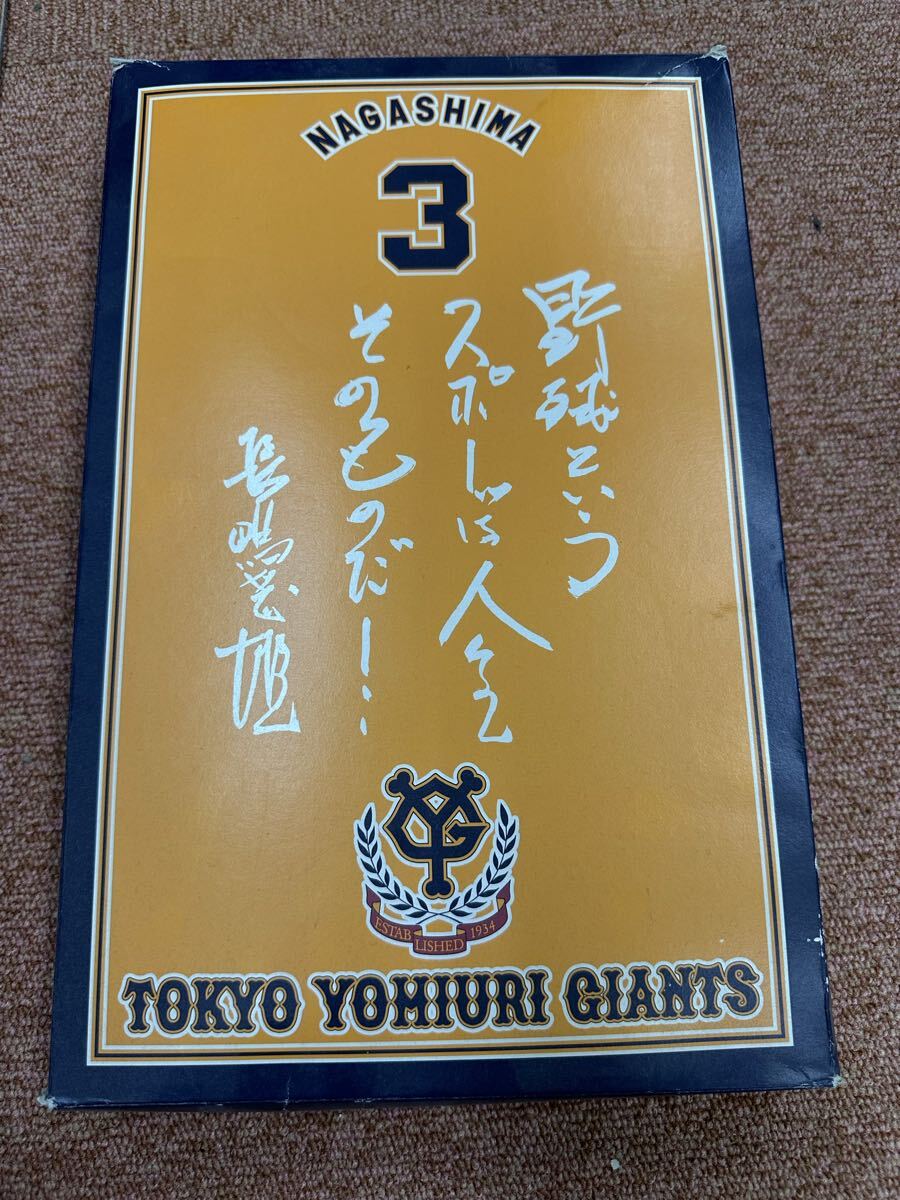 NAGASHIMA
3
野球という
スポーツは人生
そのものだ！
長嶋茂雄
YG
ESTABLISHED 1934
TOKYO YOMIURI GIANTS